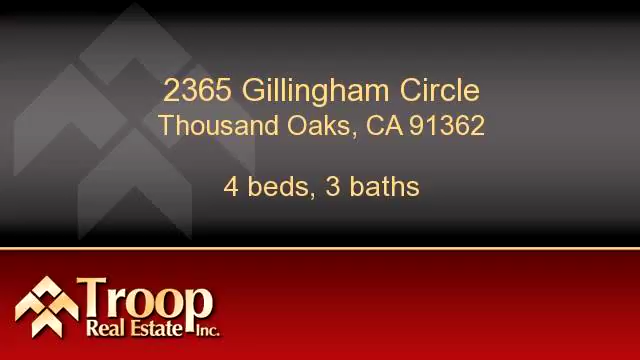 2365 Gillingham Circle
Thousand Oaks, CA 91362
4 beds, 3 baths
Troop
Real Estate Inc.